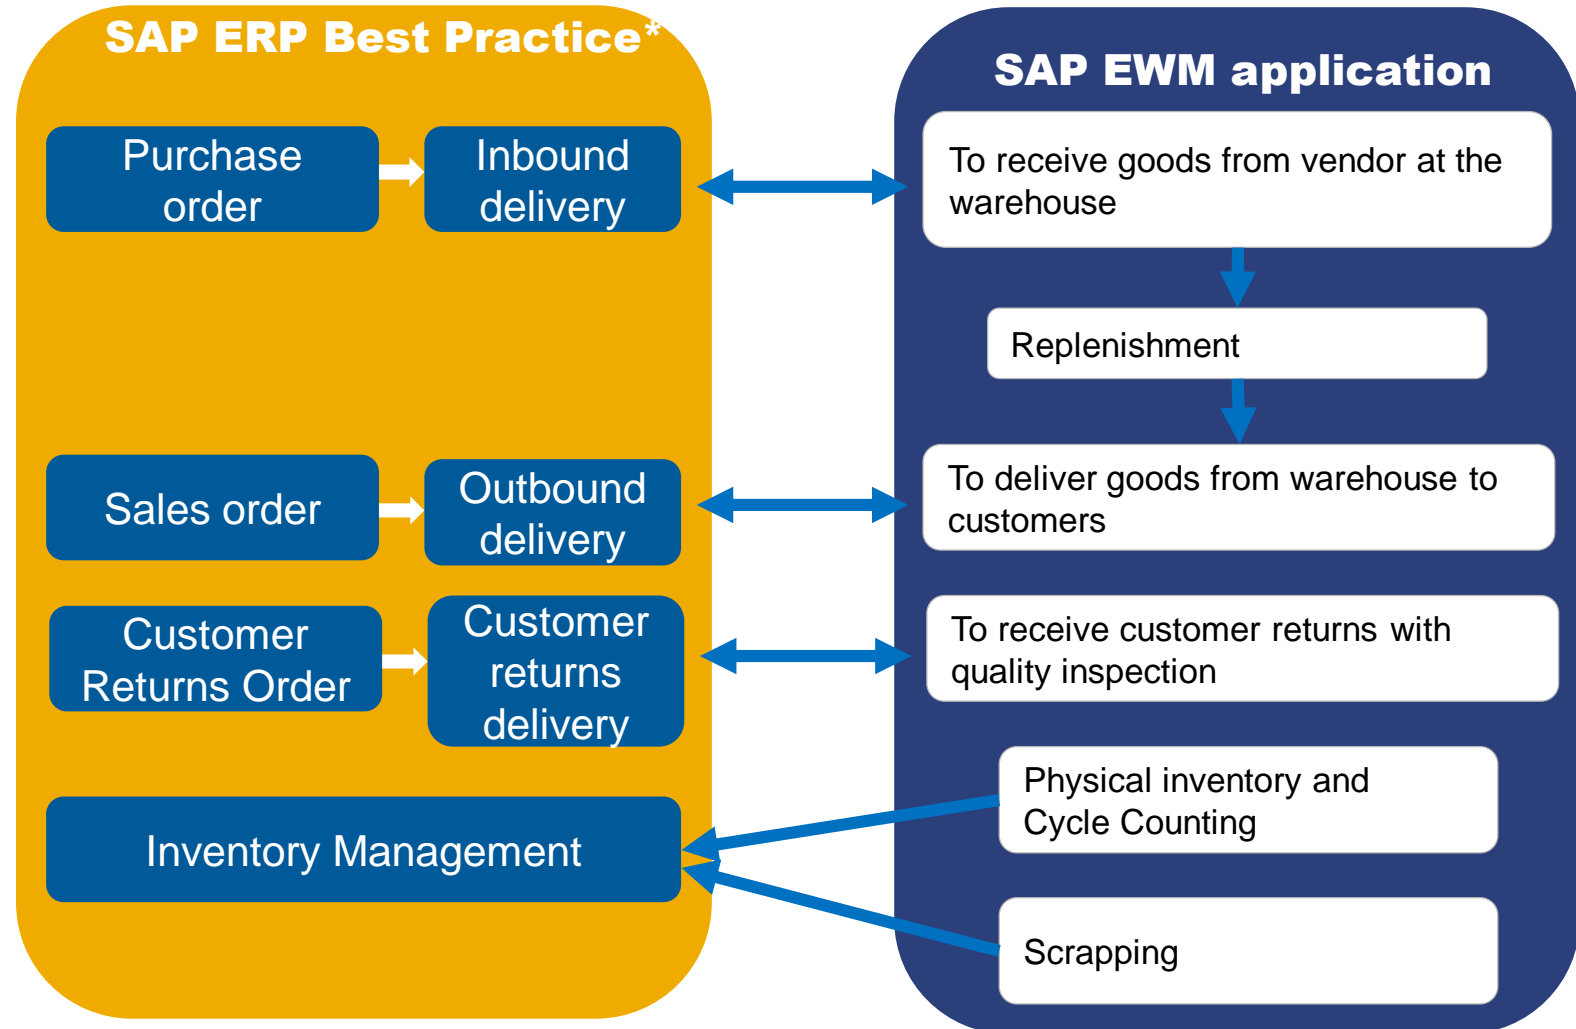 SAP ERP Best Practice*
Purchase
order
Inbound
delivery
Sales order
Outbound
delivery
Customer
Returns Order
Customer
returns
delivery
Inventory Management
SAP EWM application
To receive goods from vendor at the
warehouse
Replenishment
To deliver goods from warehouse to
customers
To receive customer returns with
quality inspection
Physical inventory and
Cycle Counting
Scrapping